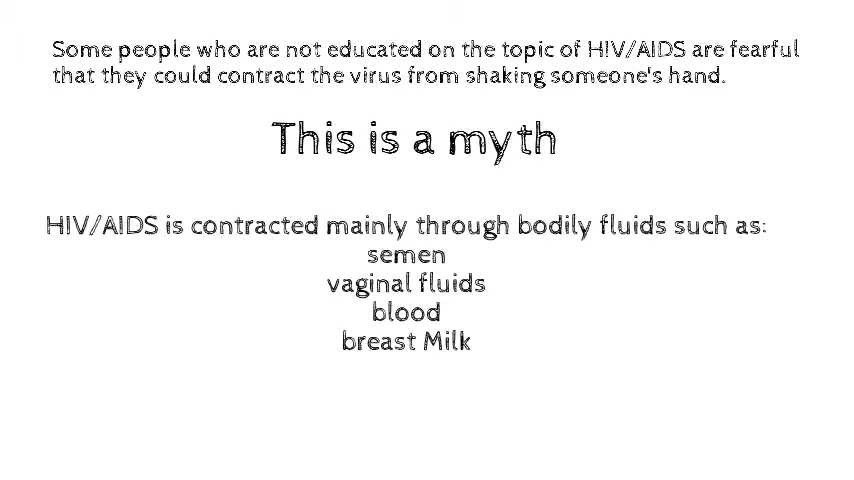 Some people who are not educated on the topic of HIV/AIDS are fearful
that they could contract the virus from shaking someone's hand.
This is a myth
HIV/AIDS is contracted mainly through bodily fluids such as:
semen
vaginal fluids
blood
breast Milk